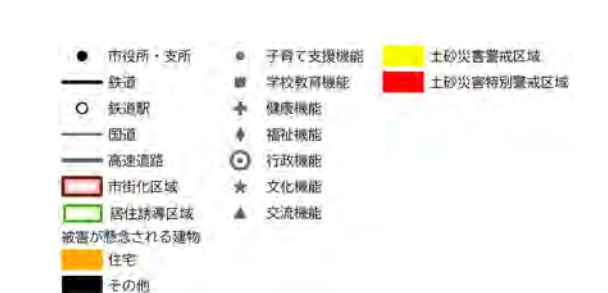 市役所・支所
鉄道
鉄道駅
国道
高速道路
市街化区域
居住誘導区域
被害が懸念される建物
住宅
その他
子育て支援機能
学校教育機能
健康機能
福祉機能
行政機能
文化機能
交流機能
土砂災害警戒区域
土砂災害特別警戒区域